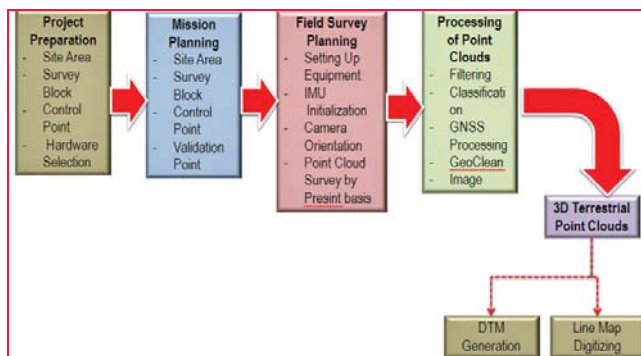 Project
Preparation
- Site Area
- Survey
Block
- Control
Point
- Hardware
Selection
Mission
Planning
- Site Area
- Survey
Block
- Control
Point
- Validation
Point
Field Survey
Planning
- Setting Up
Equipment
- IMU
Initialization
- Camera
Orientation
- Point Cloud
Survey by
Presint basis
Processing
of Point
Clouds
- Filtering
- Classificati
on
- GNSS
Processing
- GeoClean
- Image
3D Terrestrial
Point Clouds
DTM
Generation
Line Map
Digitizing